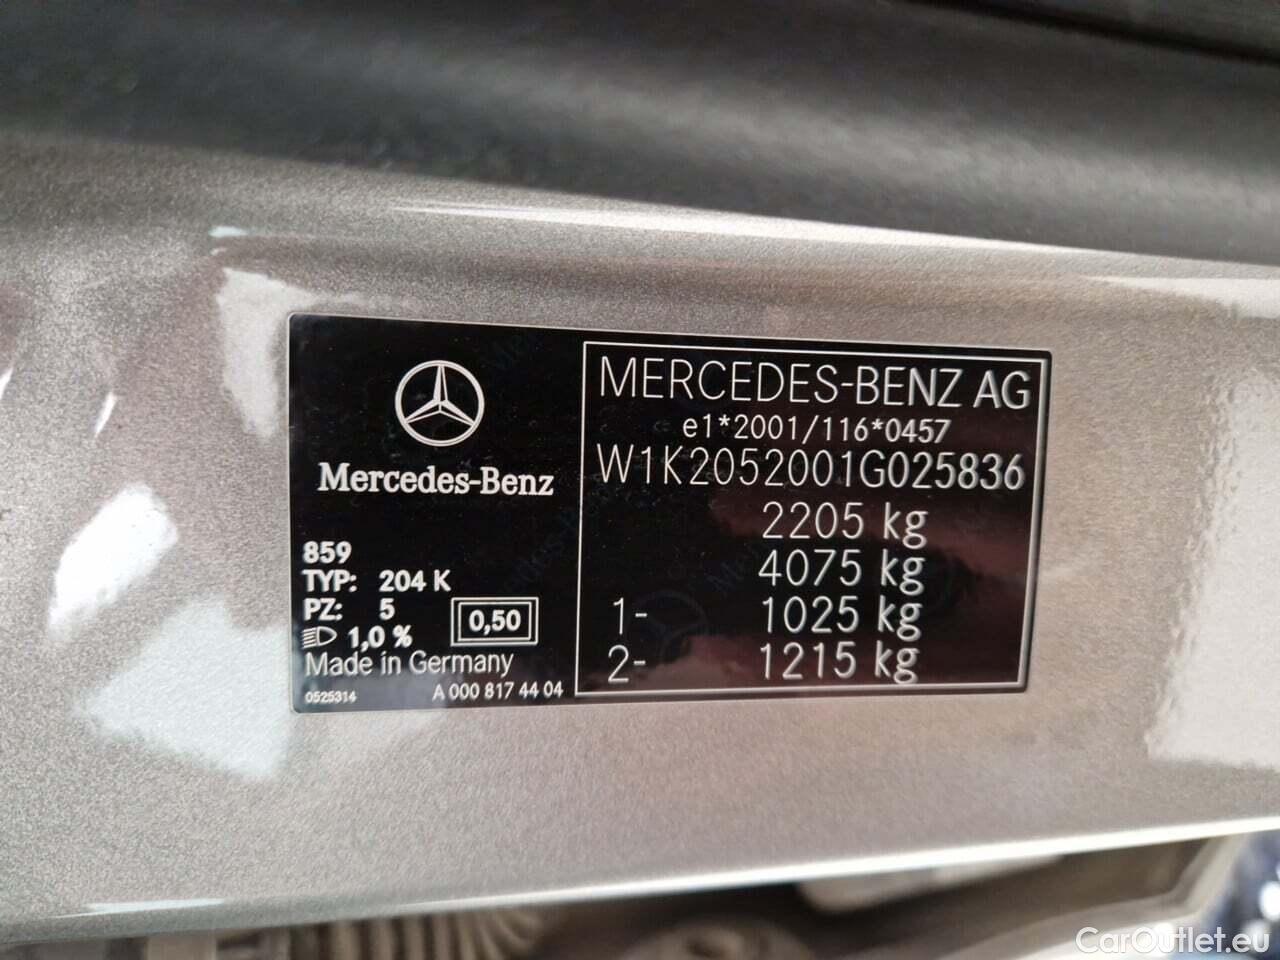 MERCEDES-BENZ AG
e1*2001/116*0457
W1K2052001G025836
2205 kg
4075 kg
1- 1025 kg
2- 1215 kg
Mercedes-Benz
859
TYP: 204 K
PZ: 5
1,0 %
0,50
Made in Germany
0525314
A 000 817 44 04
CarOutlet.eu